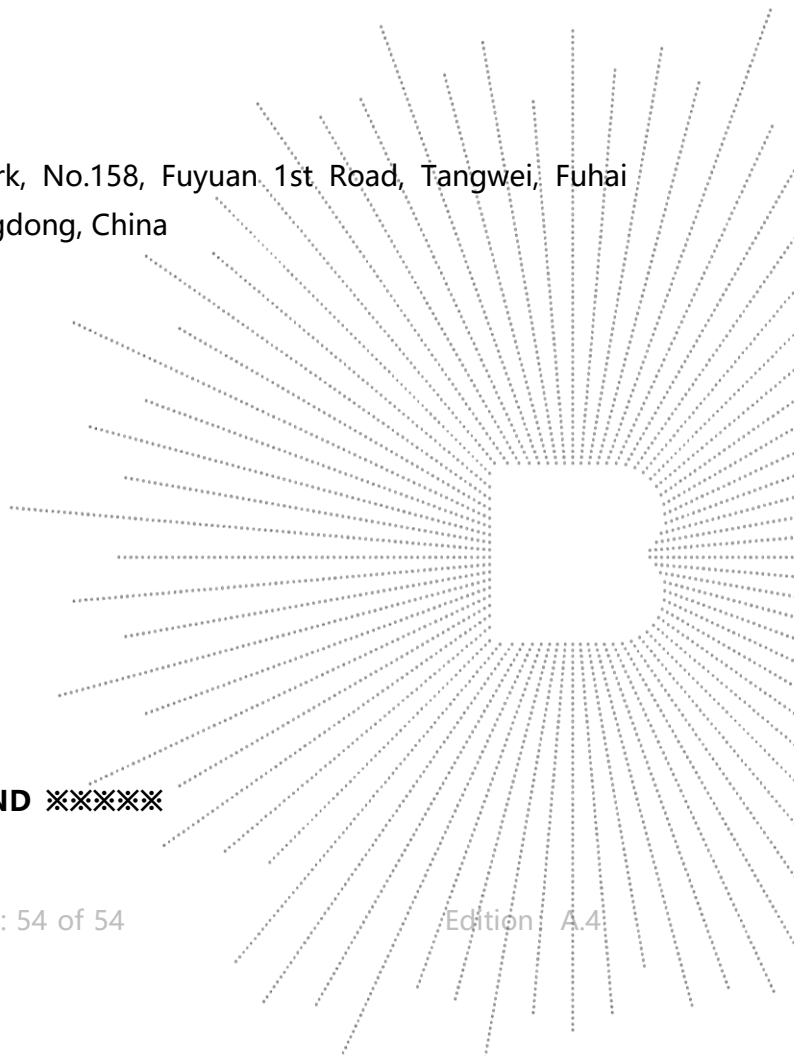 rk, No.158, Fuyuan 1st Road, Tangwei, Fuhai
gdong, China
ND ※※※※※
: 54 of 54 Edition: A.4